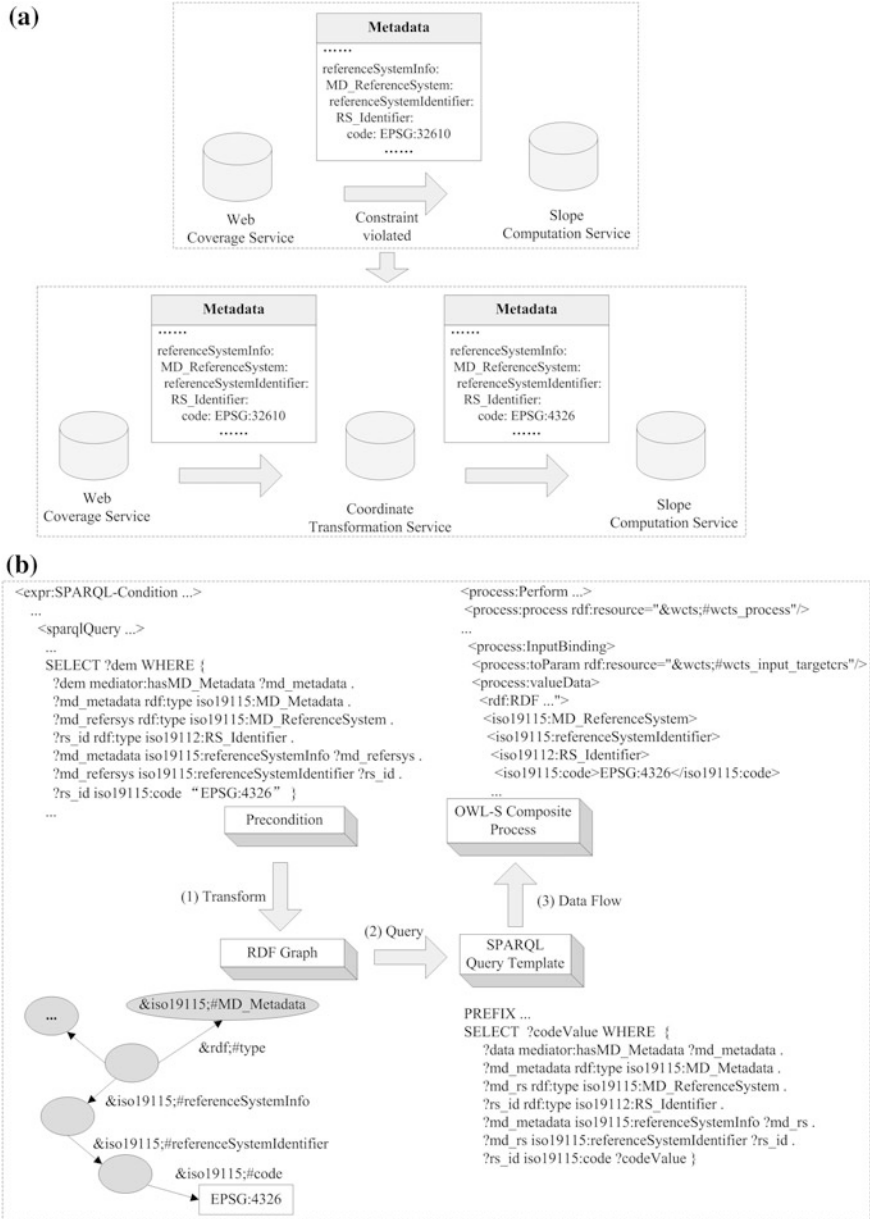 (a)
Metadata
......
referenceSystemInfo:
MD_ReferenceSystem:
referenceSystemIdentifier:
RS_Identifier:
code: EPSG:32610
......
Web
Coverage Service
Constraint
violated
Slope
Computation Service
Metadata
......
referenceSystemInfo:
MD_ReferenceSystem:
referenceSystemIdentifier:
RS_Identifier:
code: EPSG:32610
......
Metadata
......
referenceSystemInfo:
MD_ReferenceSystem:
referenceSystemIdentifier:
RS_Identifier:
code: EPSG:4326
......
Web
Coverage Service
Coordinate
Transformation Service
Slope
Computation Service
(b)
<expr:SPARQL-Condition ...>
...
<sparqlQuery ...>
...
SELECT ?dem WHERE {
?dem mediator:hasMD_Metadata ?md_metadata .
?md_metadata rdf:type iso19115:MD_Metadata .
?md_refersys rdf:type iso19115:MD_ReferenceSystem .
?rs_id rdf:type iso19112:RS_Identifier .
?md_metadata iso19115:referenceSystemInfo ?md_refersys .
?md_refersys iso19115:referenceSystemIdentifier ?rs_id .
?rs_id iso19115:code “EPSG:4326” }
...
<process:Perform ...>
<process:process rdf:resource="&wcts;#wcts_process"/>
...
<process:InputBinding>
<process:toParam rdf:resource="&wcts;#wcts_input_targetcrs"/>
<process:valueData>
<rdf:RDF ...">
<iso19115:MD_ReferenceSystem>
<iso19115:referenceSystemIdentifier>
<iso19112:RS_Identifier>
<iso19115:code>EPSG:4326</iso19115:code>
...
Precondition
OWL-S Composite
Process
(1) Transform
(3) Data Flow
RDF Graph
(2) Query
SPARQL
Query Template
&iso19115;#MD_Metadata
...
&rdf;#type
&iso19115;#referenceSystemInfo
&iso19115;#referenceSystemIdentifier
&iso19115;#code
EPSG:4326
PREFIX ...
SELECT ?codeValue WHERE {
?data mediator:hasMD_Metadata ?md_metadata .
?md_metadata rdf:type iso19115:MD_Metadata .
?md_rs rdf:type iso19115:MD_ReferenceSystem .
?rs_id rdf:type iso19112:RS_Identifier .
?md_metadata iso19115:referenceSystemInfo ?md_rs .
?md_rs iso19115:referenceSystemIdentifier ?rs_id .
?rs_id iso19115:code ?codeValue }